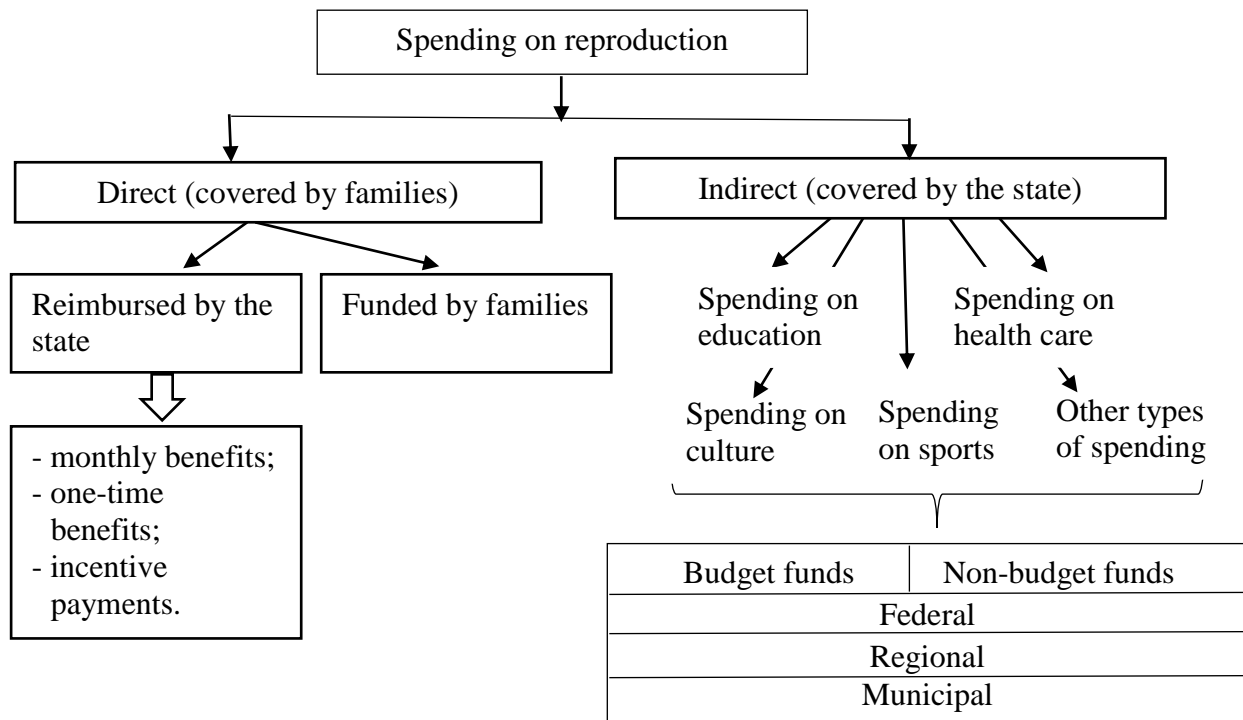 Spending on reproduction
Direct (covered by families)
Indirect (covered by the state)
Reimbursed by the
state
Funded by families
- monthly benefits;
- one-time
benefits;
- incentive
payments.
Spending on
education
Spending on
health care
Spending on
culture
Spending
on sports
Other types
of spending
Budget funds
Non-budget funds
Federal
Regional
Municipal